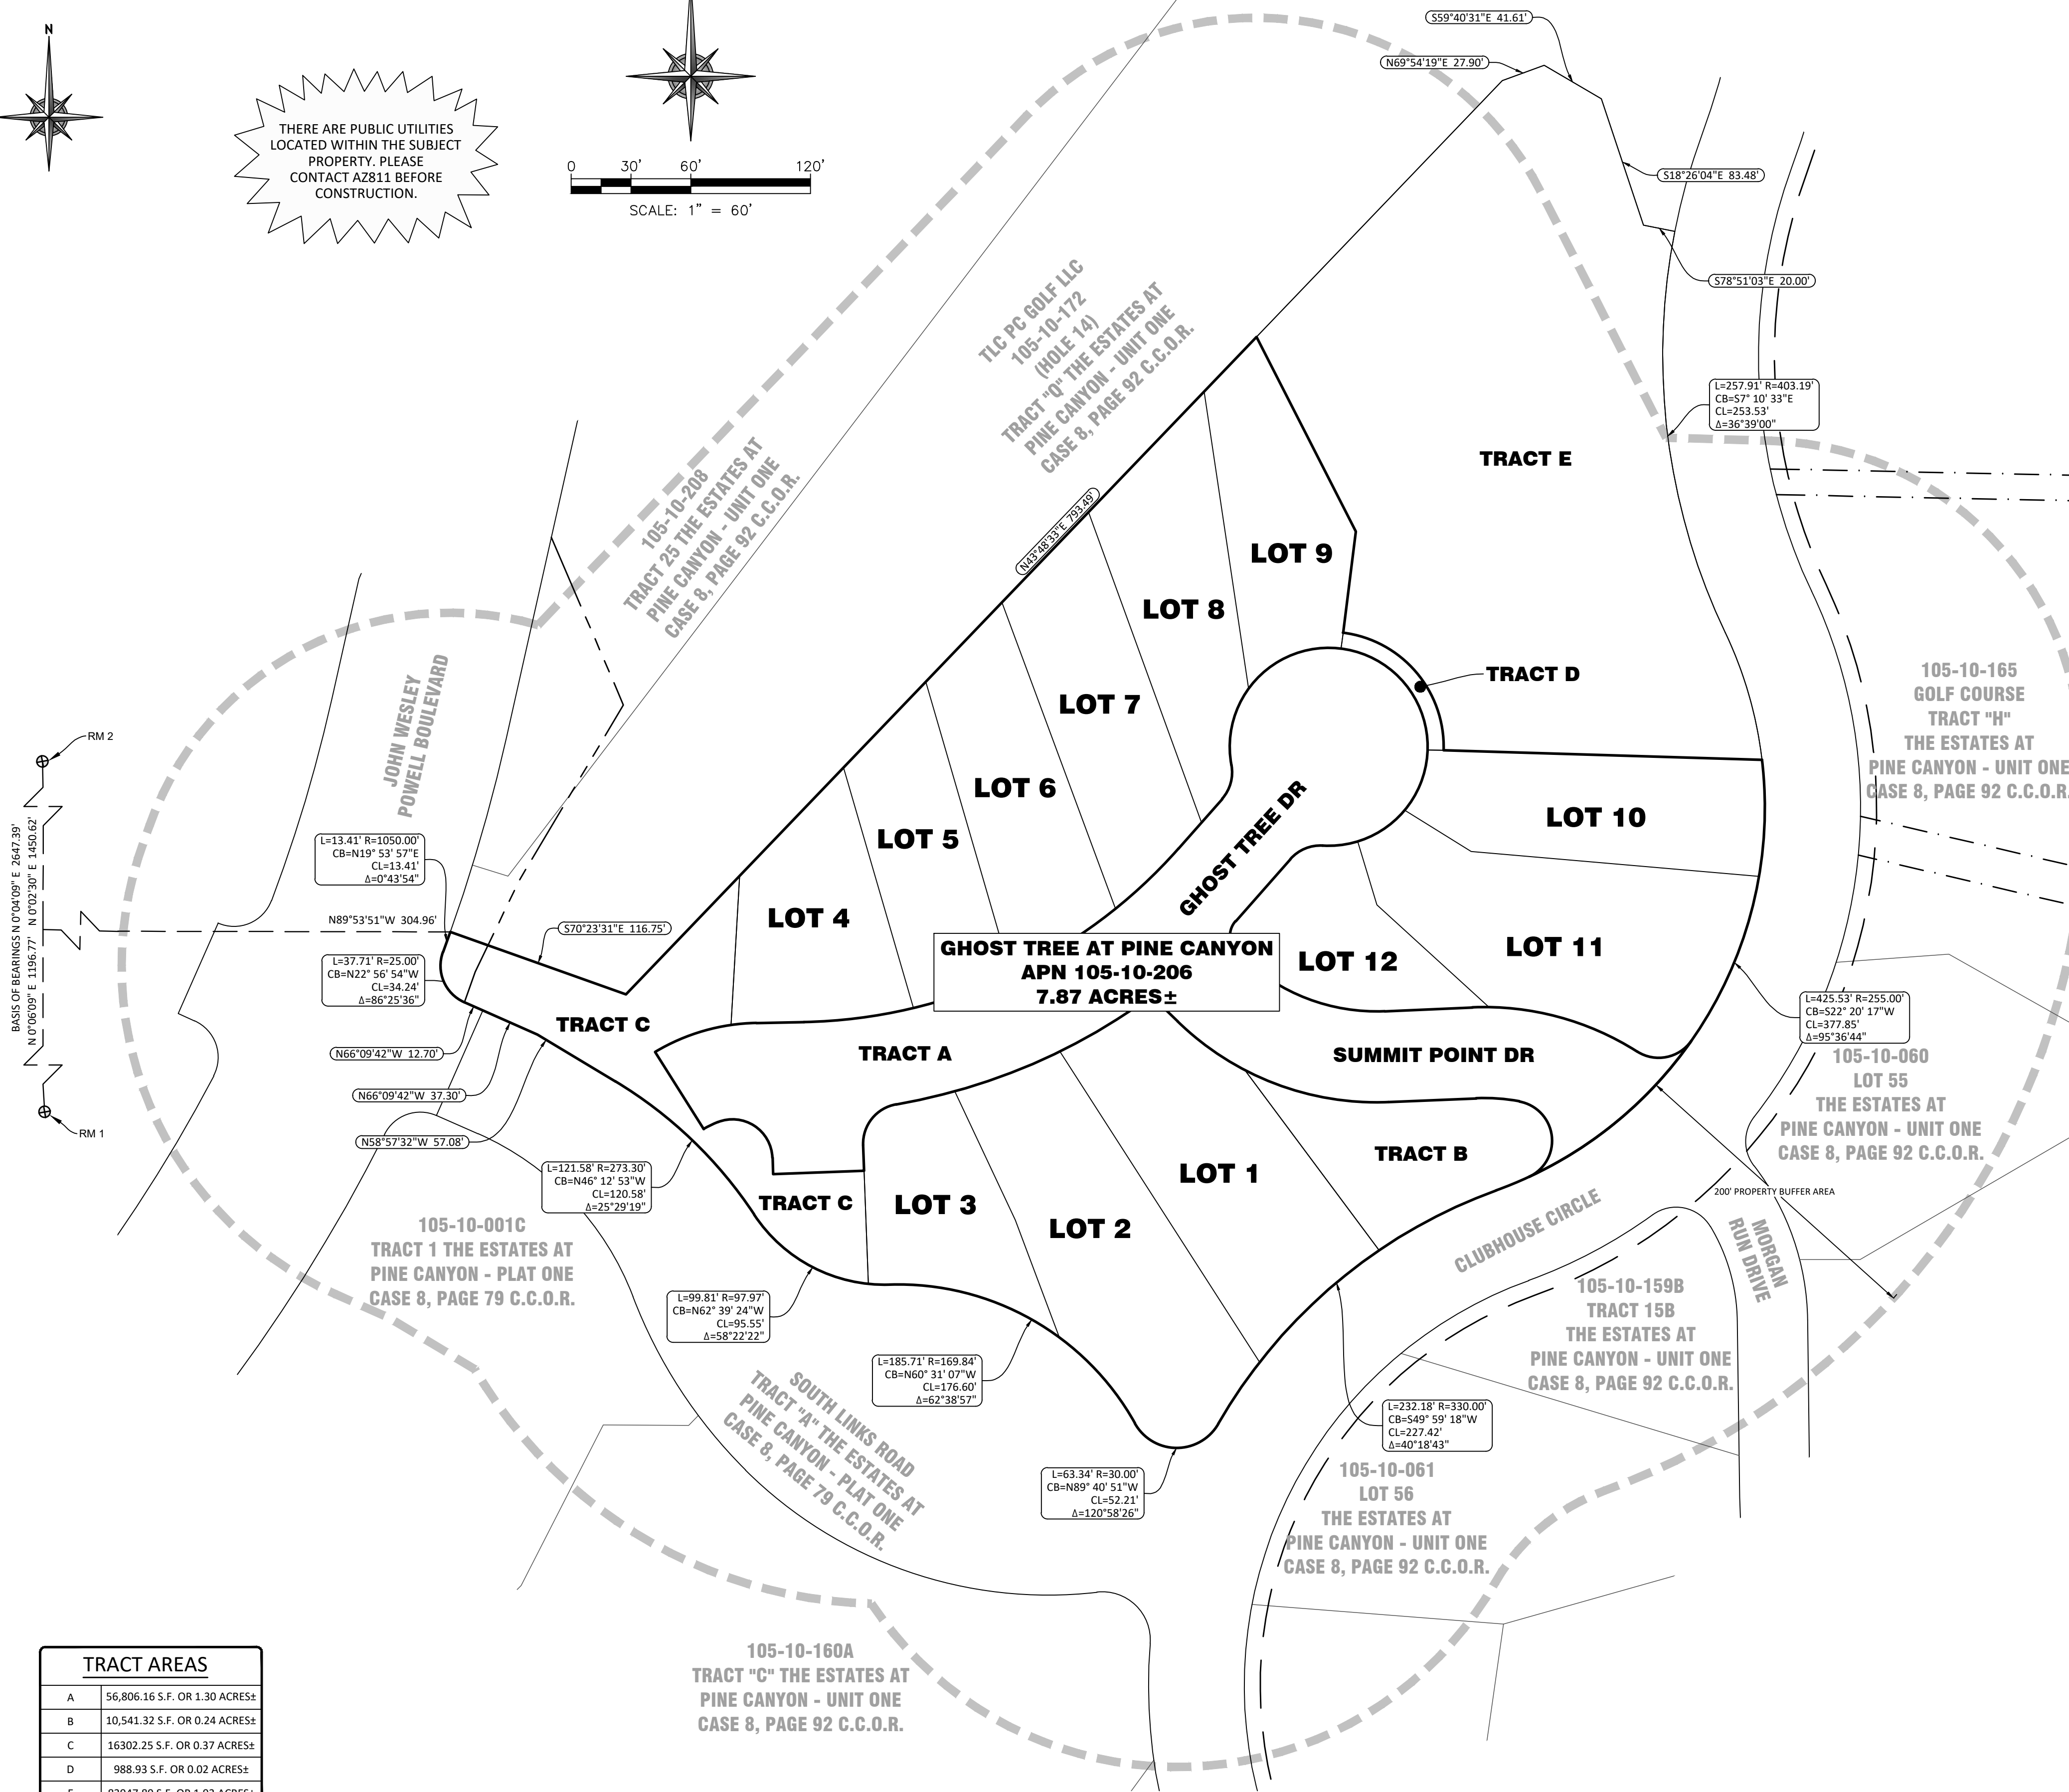 N
THERE ARE PUBLIC UTILITIES
LOCATED WITHIN THE SUBJECT
PROPERTY. PLEASE
CONTACT AZ811 BEFORE
CONSTRUCTION.
0 30' 60' 120'
SCALE: 1" = 60'
S59°40'31"E 41.61'
N69°54'19"E 27.90'
S18°26'04"E 83.48'
S78°51'03"E 20.00'
TLC PC GOLF LLC
105-10-172
(HOLE 14)
TRACT "Q" THE ESTATES AT
PINE CANYON - UNIT ONE
CASE 8, PAGE 92 C.C.O.R.
L=257.91' R=403.19'
CB=S7° 10' 33"E
CL=253.53'
Δ=36°39'00"
TRACT E
105-10-208
TRACT 25 THE ESTATES AT
PINE CANYON - UNIT ONE
CASE 8, PAGE 92 C.C.O.R.
N43°48'33"E 793.49'
LOT 9
LOT 8
LOT 7
LOT 6
LOT 5
LOT 4
TRACT D
105-10-165
GOLF COURSE
TRACT "H"
THE ESTATES AT
PINE CANYON - UNIT ONE
CASE 8, PAGE 92 C.C.O.R.
JOHN WESLEY
POWELL BOULEVARD
RM 2
BASIS OF BEARINGS N 0°04'09" E 2647.39'
N 0°06'09" E 1196.77' N 0°02'30" E 1450.62'
RM 1
L=13.41' R=1050.00'
CB=N19° 53' 57"E
CL=13.41'
Δ=0°43'54"
N89°53'51"W 304.96'
S70°23'31"E 116.75'
L=37.71' R=25.00'
CB=N22° 56' 54"W
CL=34.24'
Δ=86°25'36"
N66°09'42"W 12.70'
N66°09'42"W 37.30'
N58°57'32"W 57.08'
GHOST TREE DR
LOT 10
LOT 11
LOT 12
GHOST TREE AT PINE CANYON
APN 105-10-206
7.87 ACRES±
TRACT C
TRACT A
SUMMIT POINT DR
L=425.53' R=255.00'
CB=S22° 20' 17"W
CL=377.85'
Δ=95°36'44"
105-10-060
LOT 55
THE ESTATES AT
PINE CANYON - UNIT ONE
CASE 8, PAGE 92 C.C.O.R.
TRACT B
LOT 1
LOT 2
LOT 3
TRACT C
L=121.58' R=273.30'
CB=N46° 12' 53"W
CL=120.58'
Δ=25°29'19"
200' PROPERTY BUFFER AREA
CLUBHOUSE CIRCLE
MORGAN
RUN DRIVE
105-10-001C
TRACT 1 THE ESTATES AT
PINE CANYON - PLAT ONE
CASE 8, PAGE 79 C.C.O.R.
L=99.81' R=97.97'
CB=N62° 39' 24"W
CL=95.55'
Δ=58°22'22"
L=185.71' R=169.84'
CB=N60° 31' 07"W
CL=176.60'
Δ=62°38'57"
105-10-159B
TRACT 15B
THE ESTATES AT
PINE CANYON - UNIT ONE
CASE 8, PAGE 92 C.C.O.R.
SOUTH LINKS ROAD
TRACT "A" THE ESTATES AT
PINE CANYON - PLAT ONE
CASE 8, PAGE 79 C.C.O.R.
L=232.18' R=330.00'
CB=S49° 59' 18"W
CL=227.42'
Δ=40°18'43"
L=63.34' R=30.00'
CB=N89° 40' 51"W
CL=52.21'
Δ=120°58'26"
105-10-061
LOT 56
THE ESTATES AT
PINE CANYON - UNIT ONE
CASE 8, PAGE 92 C.C.O.R.
105-10-160A
TRACT "C" THE ESTATES AT
PINE CANYON - UNIT ONE
CASE 8, PAGE 92 C.C.O.R.
TRACT AREAS
A 56,806.16 S.F. OR 1.30 ACRES±
B 10,541.32 S.F. OR 0.24 ACRES±
C 16302.25 S.F. OR 0.37 ACRES±
D 988.93 S.F. OR 0.02 ACRES±